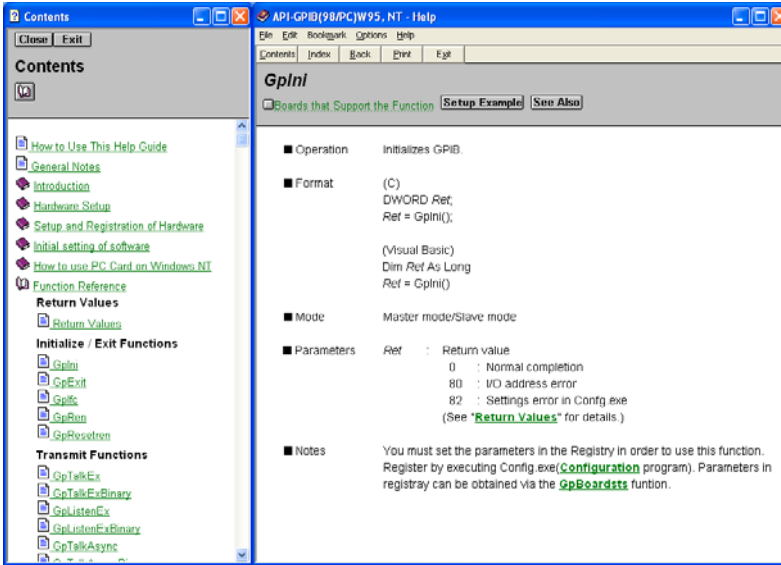 Contents
Close Exit
Contents
How to Use This Help Guide
General Notes
Introduction
Hardware Setup
Setup and Registration of Hardware
Initial setting of software
How to use PC Card on Windows NT
Function Reference
Return Values
Return Values
Initialize / Exit Functions
GpIni
GpExit
GpIfc
GpRen
GpResetren
Transmit Functions
GpTalkEx
GpTalkExBinary
GpListenEx
GpListenExBinary
GpTalkAsync
API-GPIB(98/PC)W95, NT - Help
File Edit Bookmark Options Help
Contents Index Back Print Exit
GpIni
Boards that Support the Function Setup Example See Also
■ Operation Initializes GPIB.
■ Format (C)
DWORD Ret;
Ret = GpIni();
(Visual Basic)
Dim Ret As Long
Ret = GpIni()
■ Mode Master mode/Slave mode
■ Parameters Ret : Return value
0 : Normal completion
80 : I/O address error
82 : Settings error in Confg.exe
(See "Return Values" for details.)
■ Notes You must set the parameters in the Registry in order to use this function.
Register by executing Config.exe(Configuration program). Parameters in
registray can be obtained via the GpBoardsts funtion.